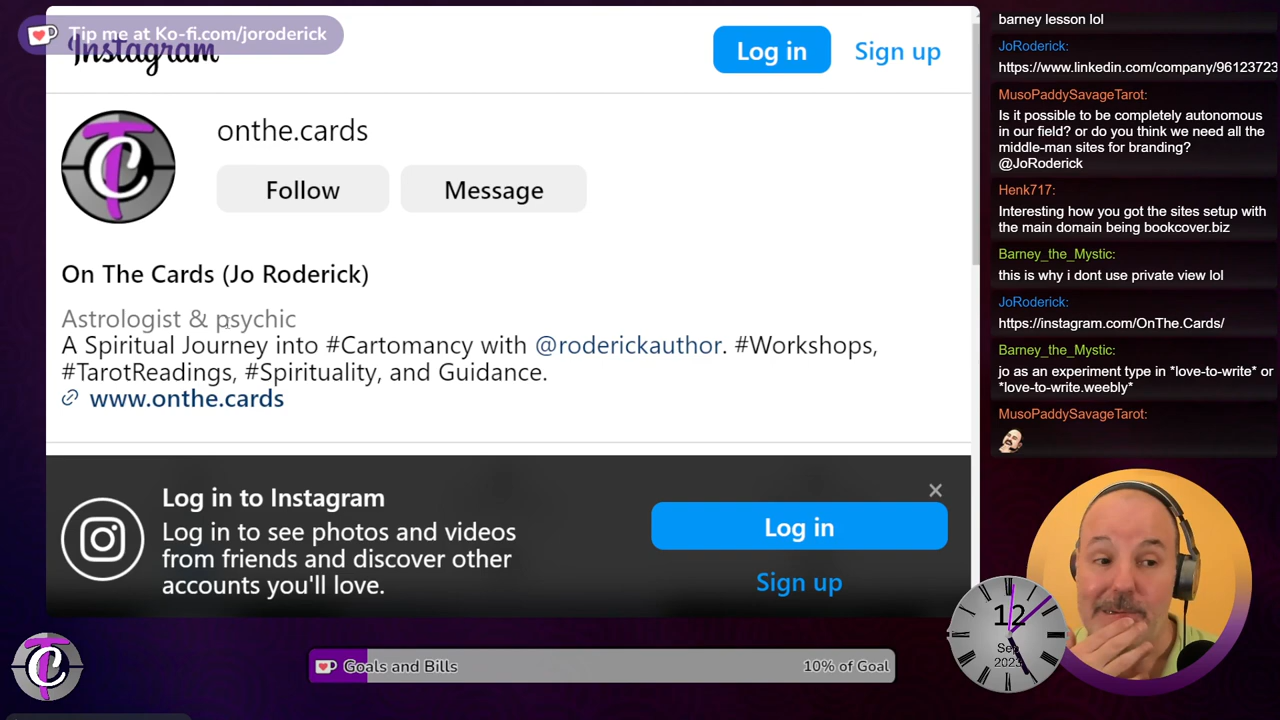 Tip me at Ko-fi.com/joroderick
Instagram
Log in
Sign up
TC
onthe.cards
Follow
Message
On The Cards (Jo Roderick)
Astrologist & psychic
A Spiritual Journey into #Cartomancy with @roderickauthor. #Workshops,
#TarotReadings, #Spirituality, and Guidance.
www.onthe.cards
Log in to Instagram
Log in to see photos and videos
from friends and discover other
accounts you'll love.
Log in
Sign up
TC
Goals and Bills
10% of Goal
barney lesson lol
JoRoderick:
https://www.linkedin.com/company/96123723
MusoPaddySavageTarot:
Is it possible to be completely autonomous
in our field? or do you think we need all the
middle-man sites for branding?
@JoRoderick
Henk717:
Interesting how you got the sites setup with
the main domain being bookcover.biz
Barney_the_Mystic:
this is why i dont use private view lol
JoRoderick:
https://instagram.com/OnThe.Cards/
Barney_the_Mystic:
jo as an experiment type in *love-to-write* or
*love-to-write.weebly*
MusoPaddySavageTarot:
12
Sep
2023